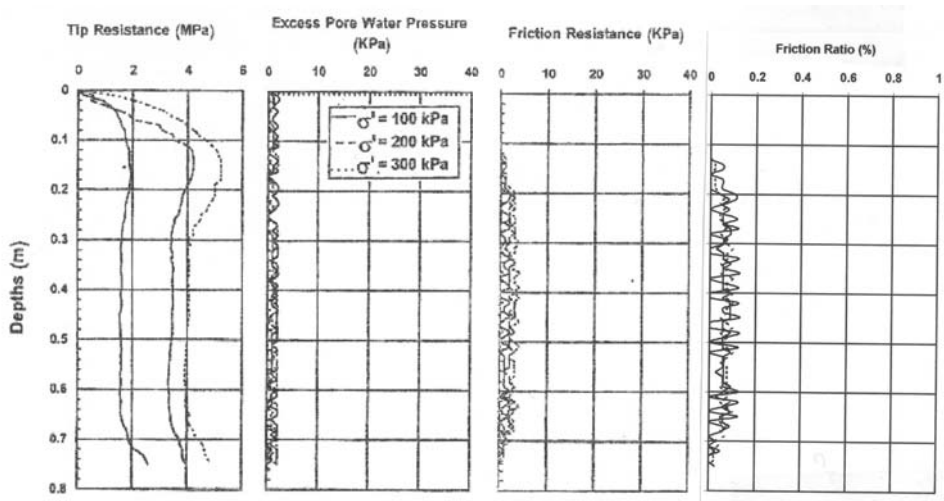 Tip Resistance (MPa)
Excess Pore Water Pressure
(KPa)
Friction Resistance (KPa)
Friction Ratio (%)
0 2 4 6
0 10 20 30 40
0 10 20 30 40
0 0.2 0.4 0.6 0.8 1
0
0.1
0.2
0.3
0.4
0.5
0.6
0.7
0.8
Depths (m)
σ' = 100 kPa
σ' = 200 kPa
σ' = 300 kPa